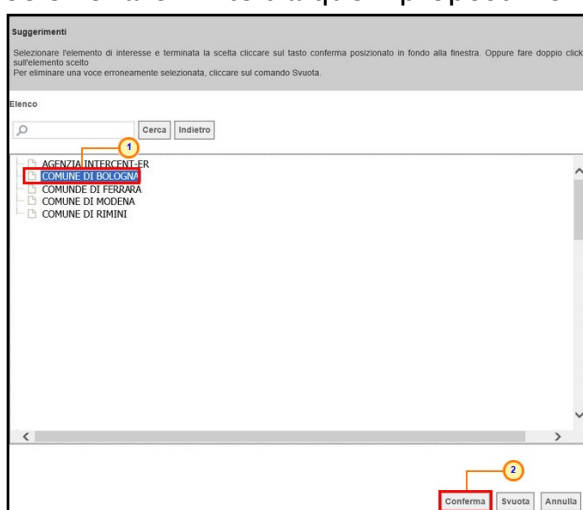 Suggerimenti
Selezionare l'elemento di interesse e terminata la scelta cliccare sul tasto conferma posizionato in fondo alla finestra. Oppure fare doppio click
sull'elemento scelto
Per eliminare una voce erroneamente selezionata, cliccare sul comando Svuota.
Elenco
Cerca Indietro
1
AGENZIA INTERCENT-ER
COMUNE DI BOLOGNA
COMUNDE DI FERRARA
COMUNE DI MODENA
COMUNE DI RIMINI
2
Conferma Svuota Annulla